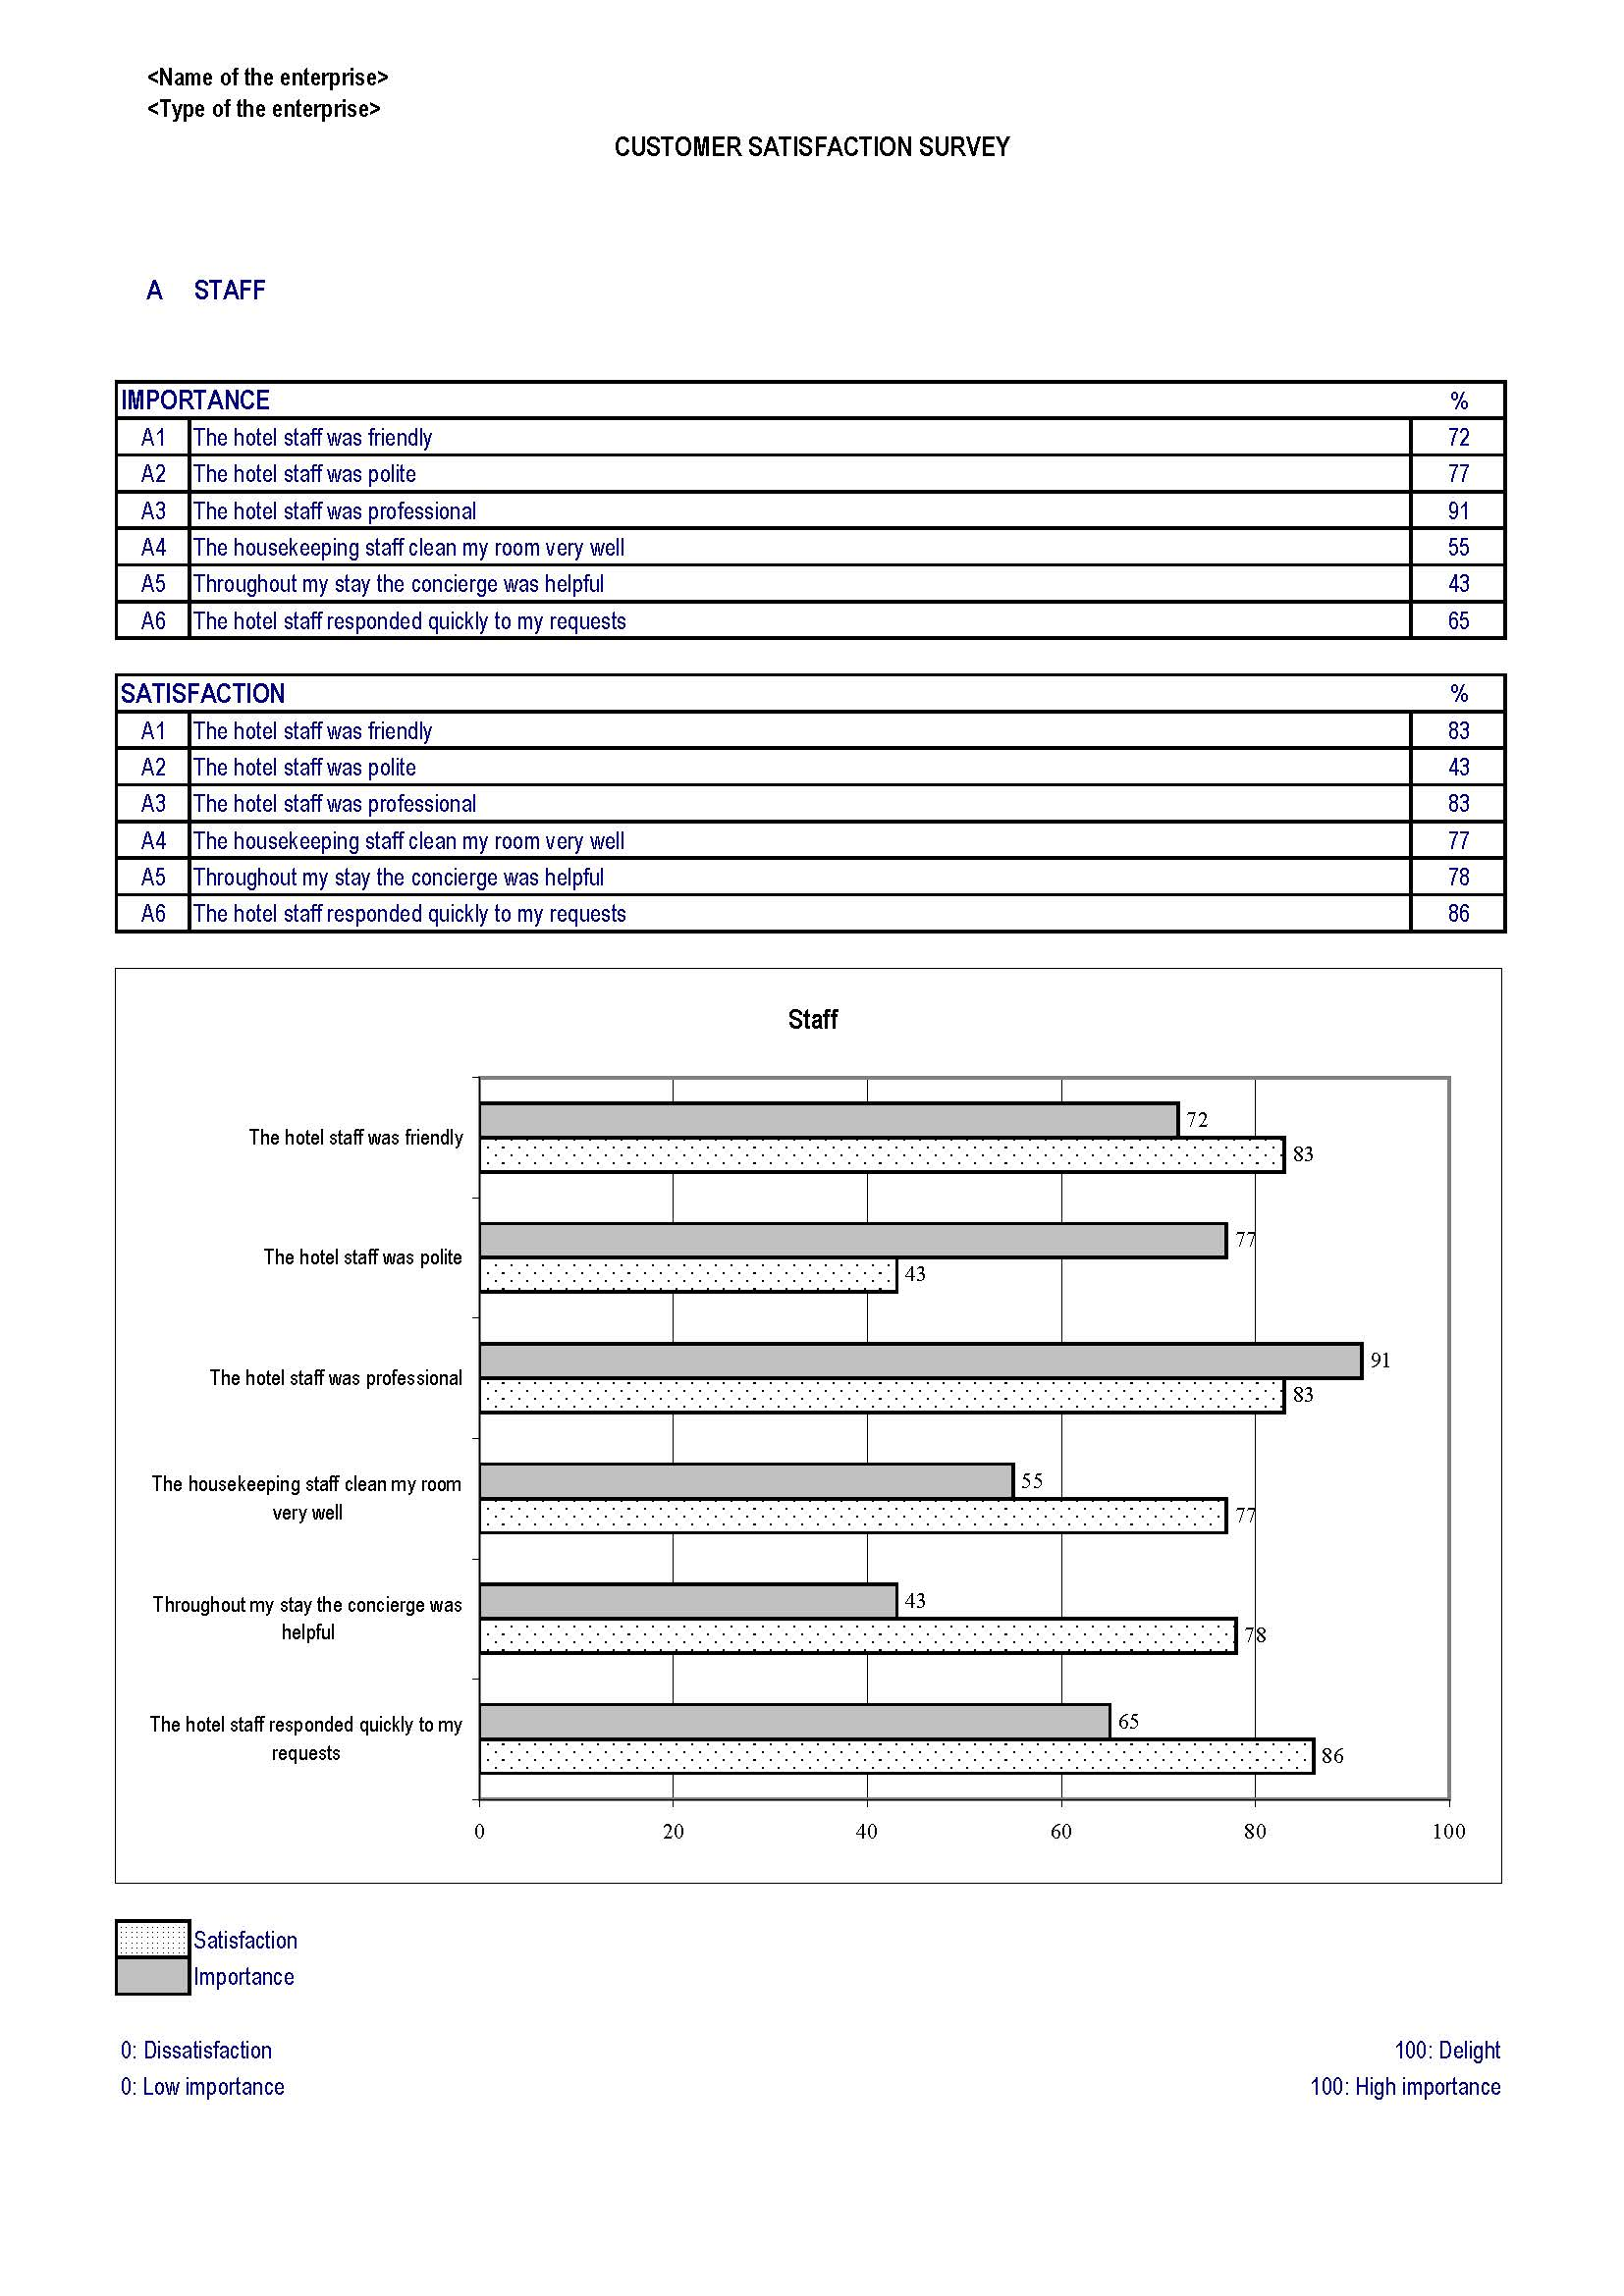 <Name of the enterprise>
<Type of the enterprise>
CUSTOMER SATISFACTION SURVEY
A STAFF
IMPORTANCE %
A1 The hotel staff was friendly 72
A2 The hotel staff was polite 77
A3 The hotel staff was professional 91
A4 The housekeeping staff clean my room very well 55
A5 Throughout my stay the concierge was helpful 43
A6 The hotel staff responded quickly to my requests 65
SATISFACTION %
A1 The hotel staff was friendly 83
A2 The hotel staff was polite 43
A3 The hotel staff was professional 83
A4 The housekeeping staff clean my room very well 77
A5 Throughout my stay the concierge was helpful 78
A6 The hotel staff responded quickly to my requests 86
Staff
The hotel staff was friendly
72
83
The hotel staff was polite
77
43
The hotel staff was professional
91
83
The housekeeping staff clean my room
very well
55
77
Throughout my stay the concierge was
helpful
43
78
The hotel staff responded quickly to my
requests
65
86
0 20 40 60 80 100
Satisfaction
Importance
0: Dissatisfaction 100: Delight
0: Low importance 100: High importance